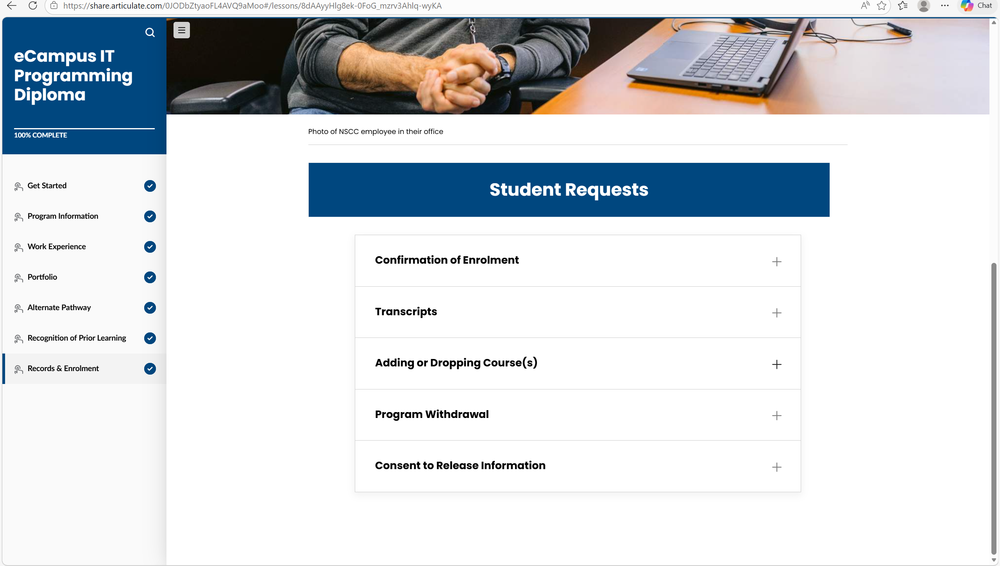 https://share.articulate.com/0JODbZtyaoFL4AVQ9aMoo#/lessons/8dAAyyHlg8ek-0FoG_mzrv3Ahlq-wyKA
Chat
eCampus IT
Programming
Diploma
100% COMPLETE
Get Started
Program Information
Work Experience
Portfolio
Alternate Pathway
Recognition of Prior Learning
Records & Enrolment
Photo of NSCC employee in their office
Student Requests
Confirmation of Enrolment
Transcripts
Adding or Dropping Course(s)
Program Withdrawal
Consent to Release Information